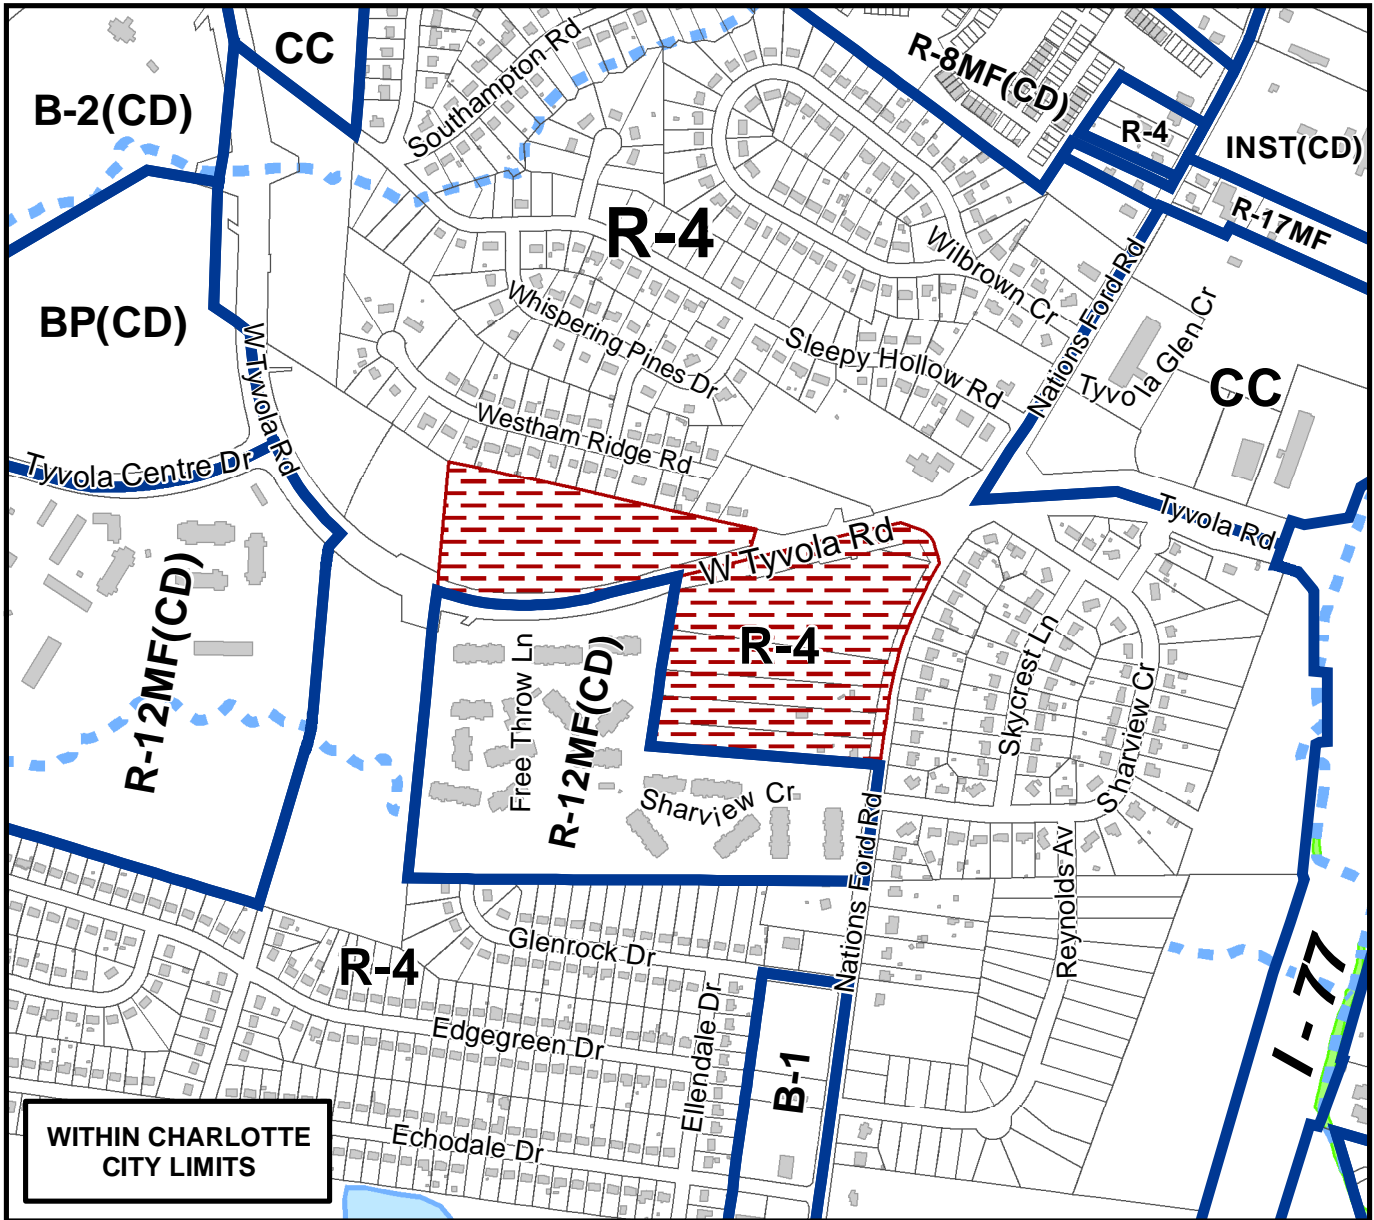 CC
B-2(CD)
Southampton Rd
R-8MF(CD)
R-4
INST(CD)
R-17MF
R-4
Wilbrown Cr
BP(CD)
W Tyvola Rd
Whispering Pines Dr
Sleepy Hollow Rd
Nations Ford Rd
Tyvola Glen Cr
CC
Westham Ridge Rd
Tyvola Centre Dr
W Tyvola Rd
Tyvola Rd
R-12MF(CD)
Free Throw Ln
R-12MF(CD)
R-4
Skycrest Ln
Sharview Cr
Sharview Cr
Nations Ford Rd
Reynolds Av
Glenrock Dr
R-4
Edgegreen Dr
Ellendale Dr
B-1
I - 77
Echodale Dr
WITHIN CHARLOTTE
CITY LIMITS